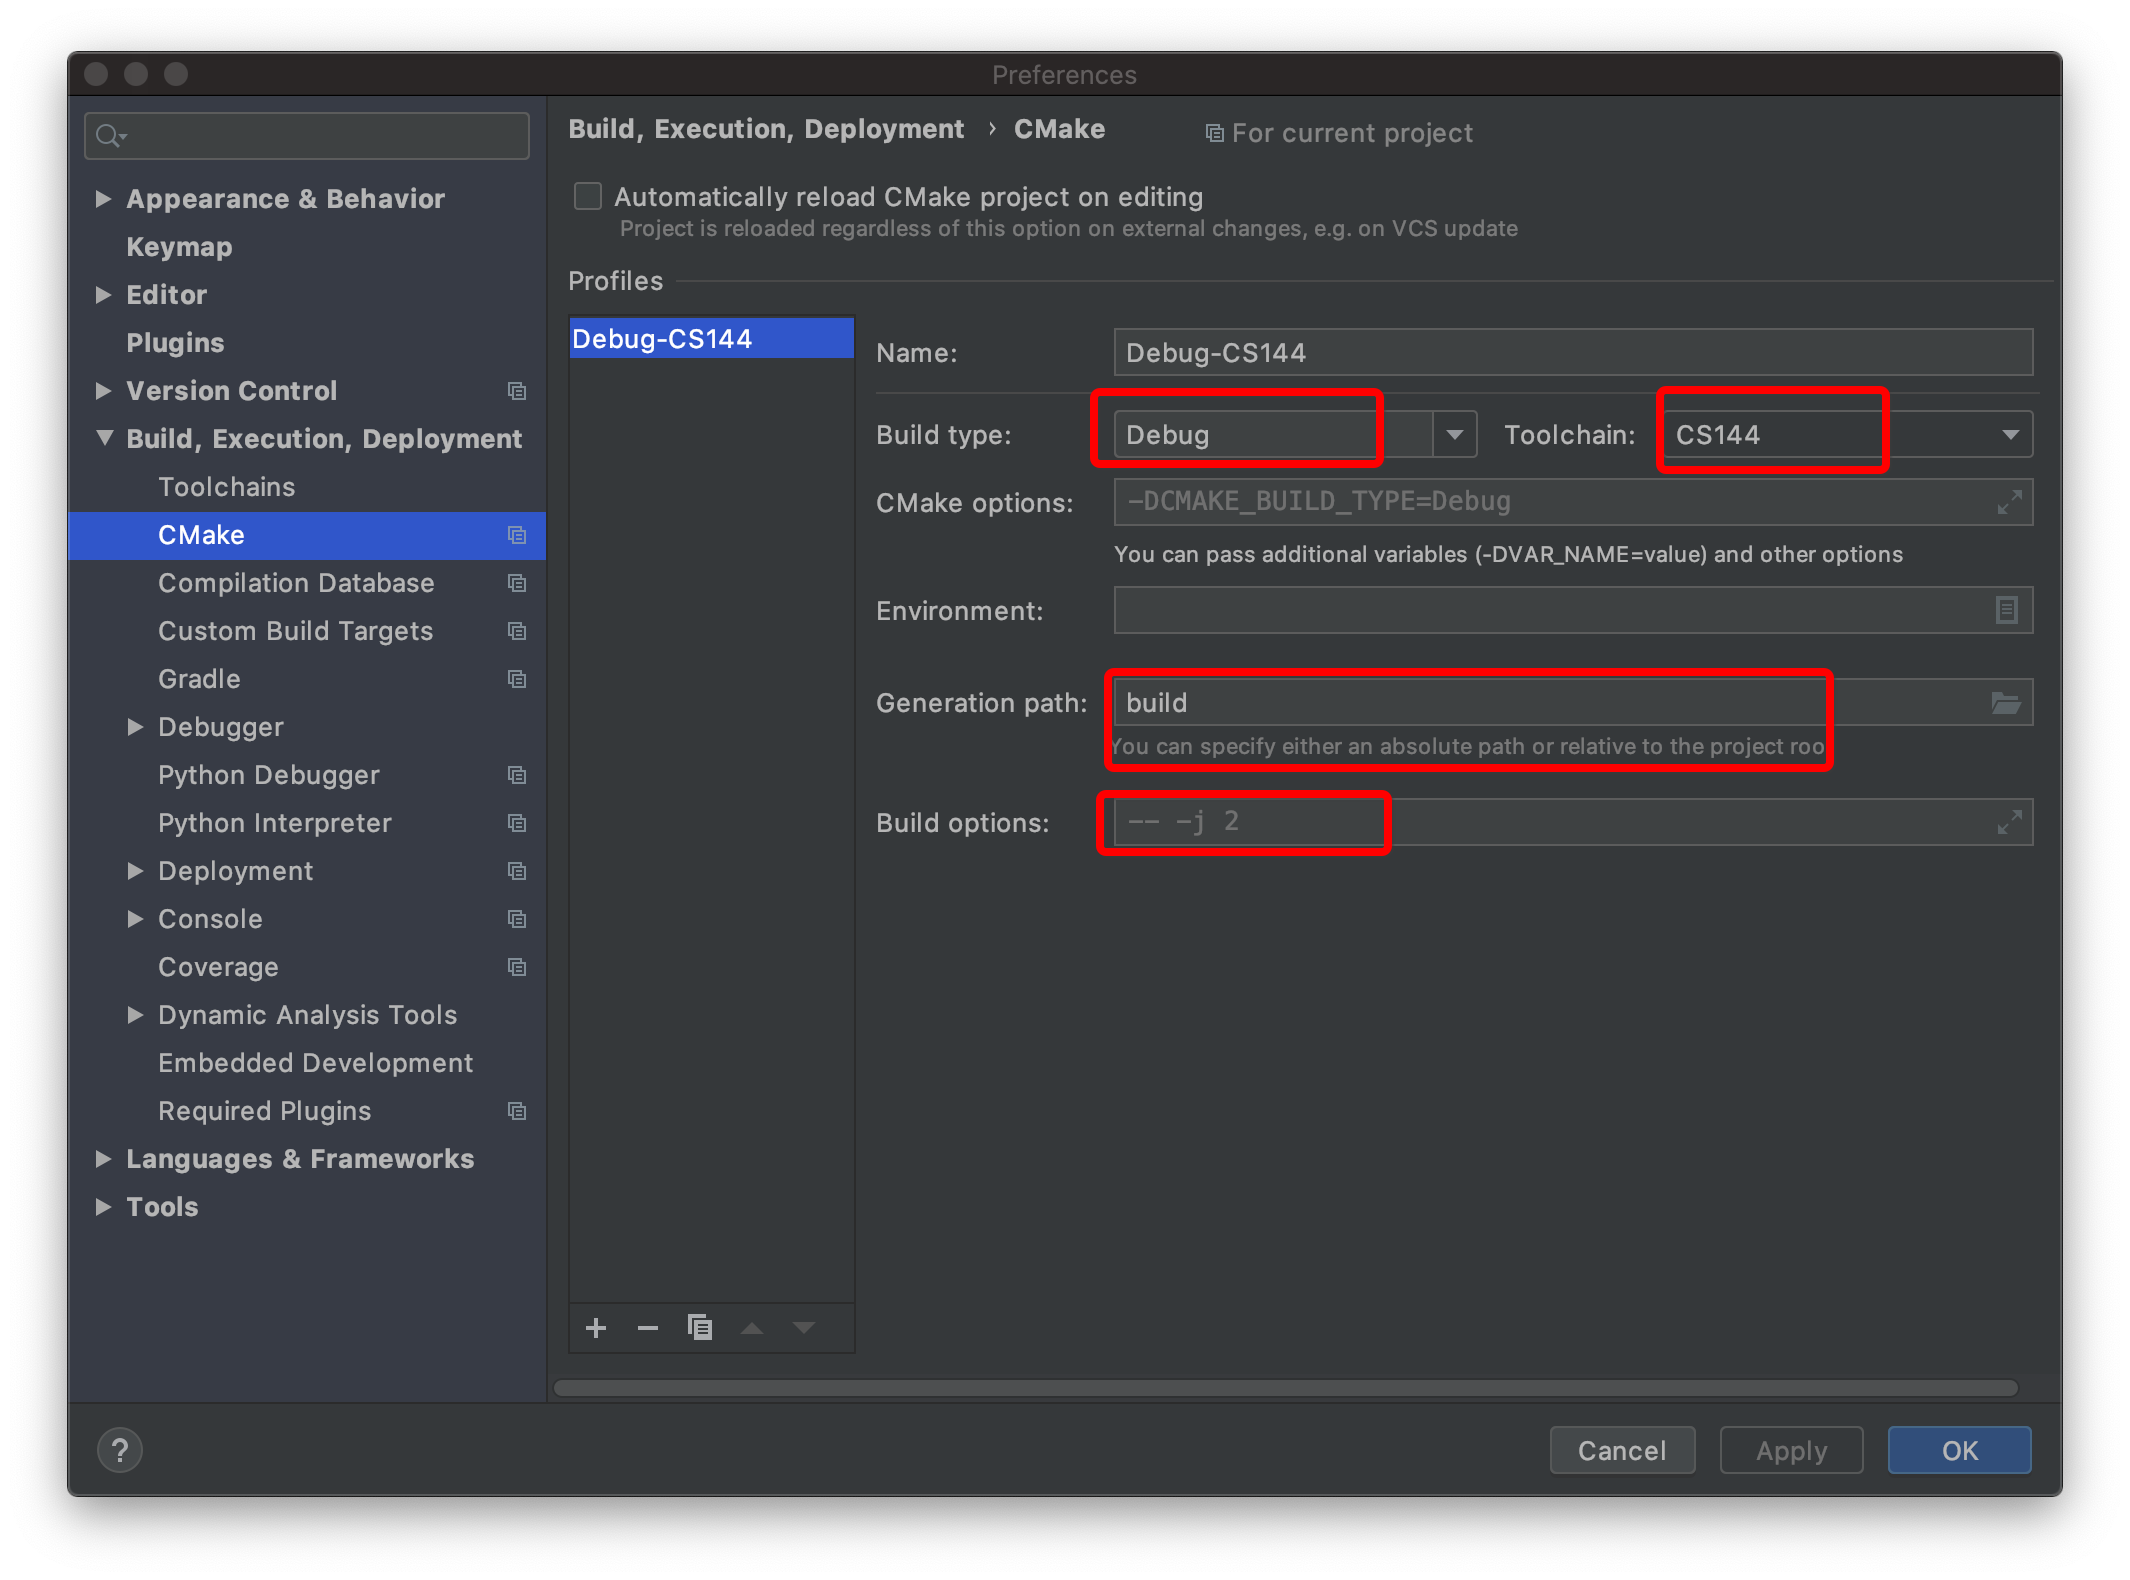 Preferences
Appearance & Behavior
Keymap
Editor
Plugins
Version Control
Build, Execution, Deployment
Toolchains
CMake
Compilation Database
Custom Build Targets
Gradle
Debugger
Python Debugger
Python Interpreter
Deployment
Console
Coverage
Dynamic Analysis Tools
Embedded Development
Required Plugins
Languages & Frameworks
Tools
Build, Execution, Deployment › CMake For current project
Automatically reload CMake project on editing
Project is reloaded regardless of this option on external changes, e.g. on VCS update
Profiles
Debug-CS144
Name: Debug-CS144
Build type: Debug Toolchain: CS144
CMake options: -DCMAKE_BUILD_TYPE=Debug
You can pass additional variables (-DVAR_NAME=value) and other options
Environment:
Generation path: build
You can specify either an absolute path or relative to the project roo
Build options: -- -j 2
? Cancel Apply OK